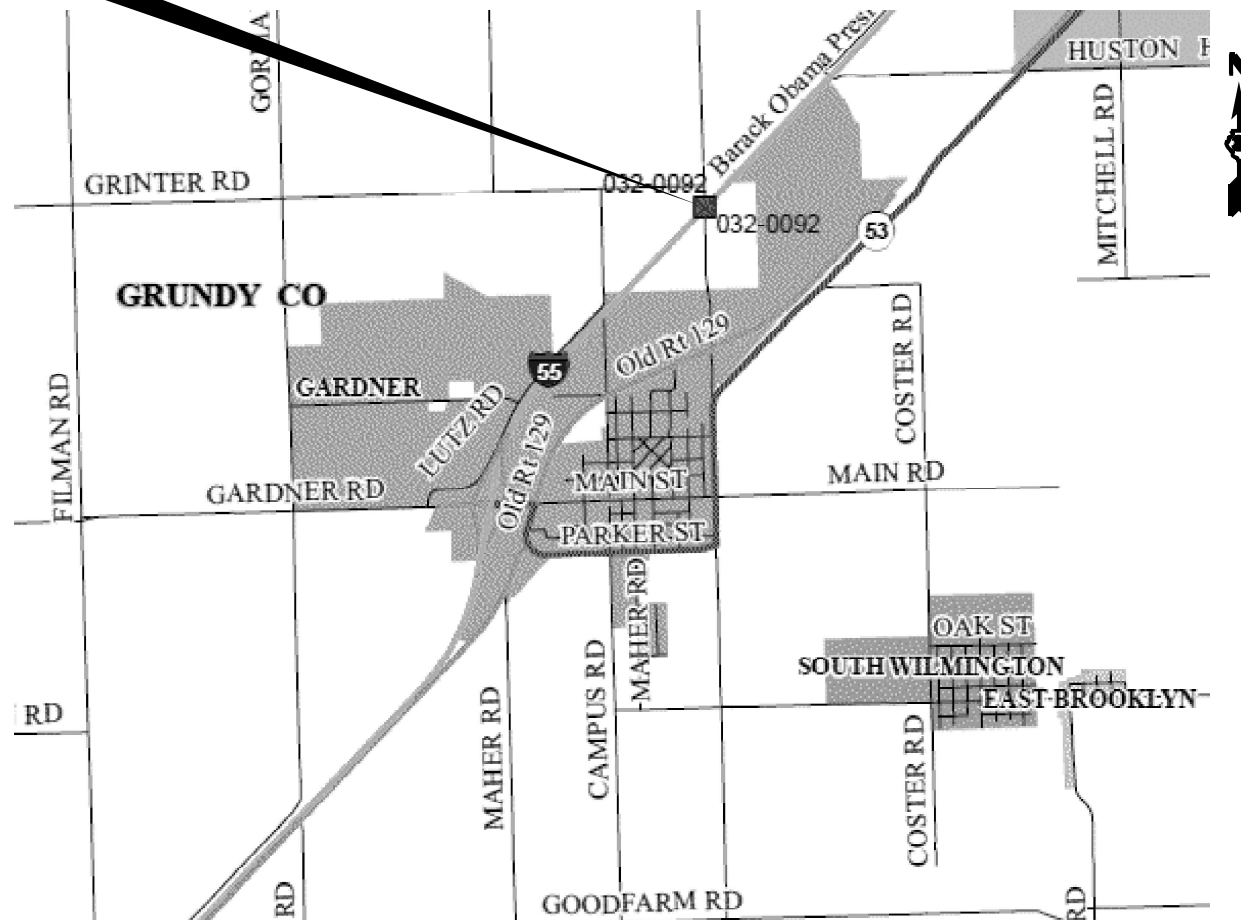 HUSTON
N
Barack Obama Presi
MITCHELL RD
GRINTER RD
032-0092
032-0092
53
GRUNDY CO
Old Rt 129
COSTER RD
55
GARDNER
FILMAN RD
LUTZ RD
Old Rt 129
GARDNER RD
MAIN ST
MAIN RD
PARKER ST
MAHER RD
OAK ST
SOUTH WILMINGTON
EAST BROOKLYN
RD
MAHER RD
CAMPUS RD
COSTER RD
RD
GOODFARM RD
RD